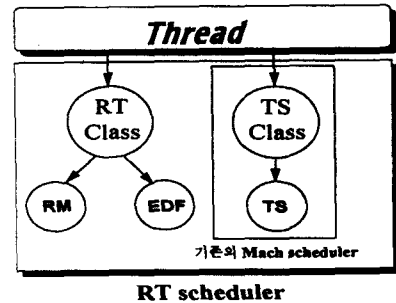 Thread
RT
Class
TS
Class
RM
EDF
TS
기존의 Mach scheduler
RT scheduler